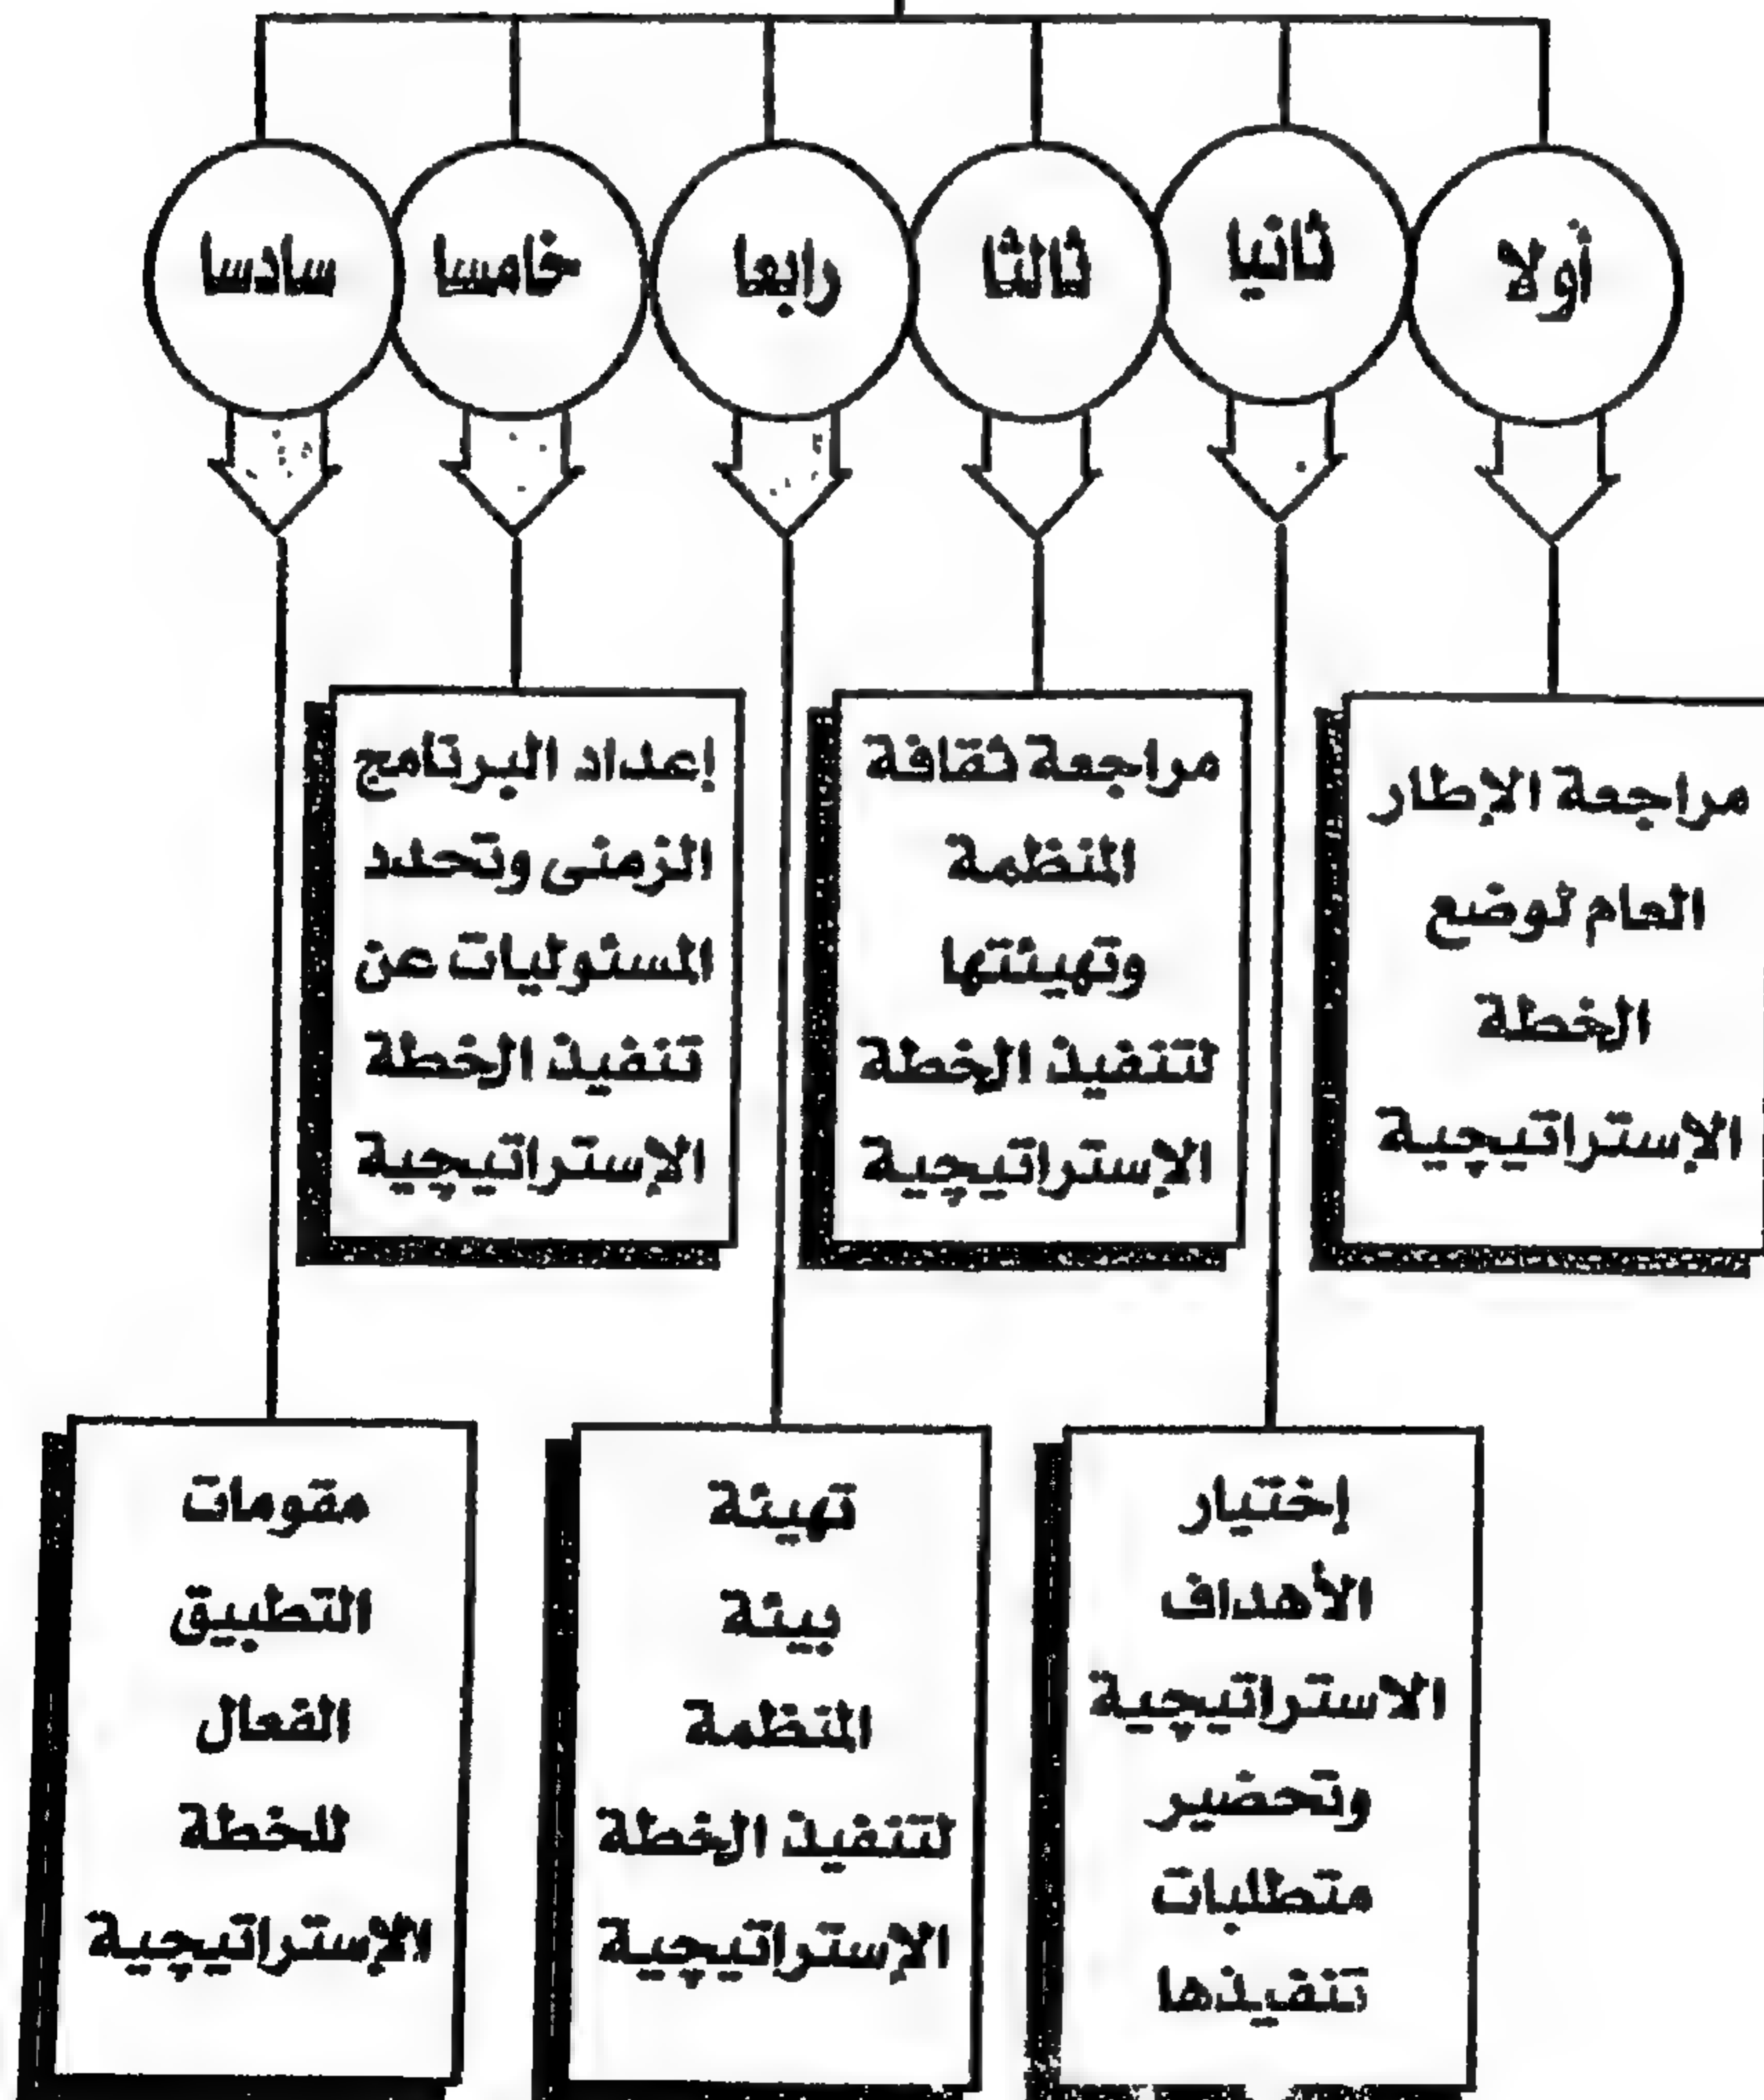 أولا
ثانيا
ثالثا
رابعا
خامسا
سادسا
مراجعة الإطار
العام لوضع
الخطة
الإستراتيجية
مراجعة ثقافة
المنظمة
وتهيئتها
لتنفيذ الخطة
الإستراتيجية
إعداد البرنامج
الزمنى وتحدد
المسئوليات عن
تنفيذ الخطة
الإستراتيجية
إختيار
الأهداف
الاستراتيجية
وتحضير
متطلبات
تنفيذها
تهيئة
بيئة
المنظمة
لتنفيذ الخطة
الإستراتيجية
مقومات
التطبيق
الفعال
للخطة
الإستراتيجية